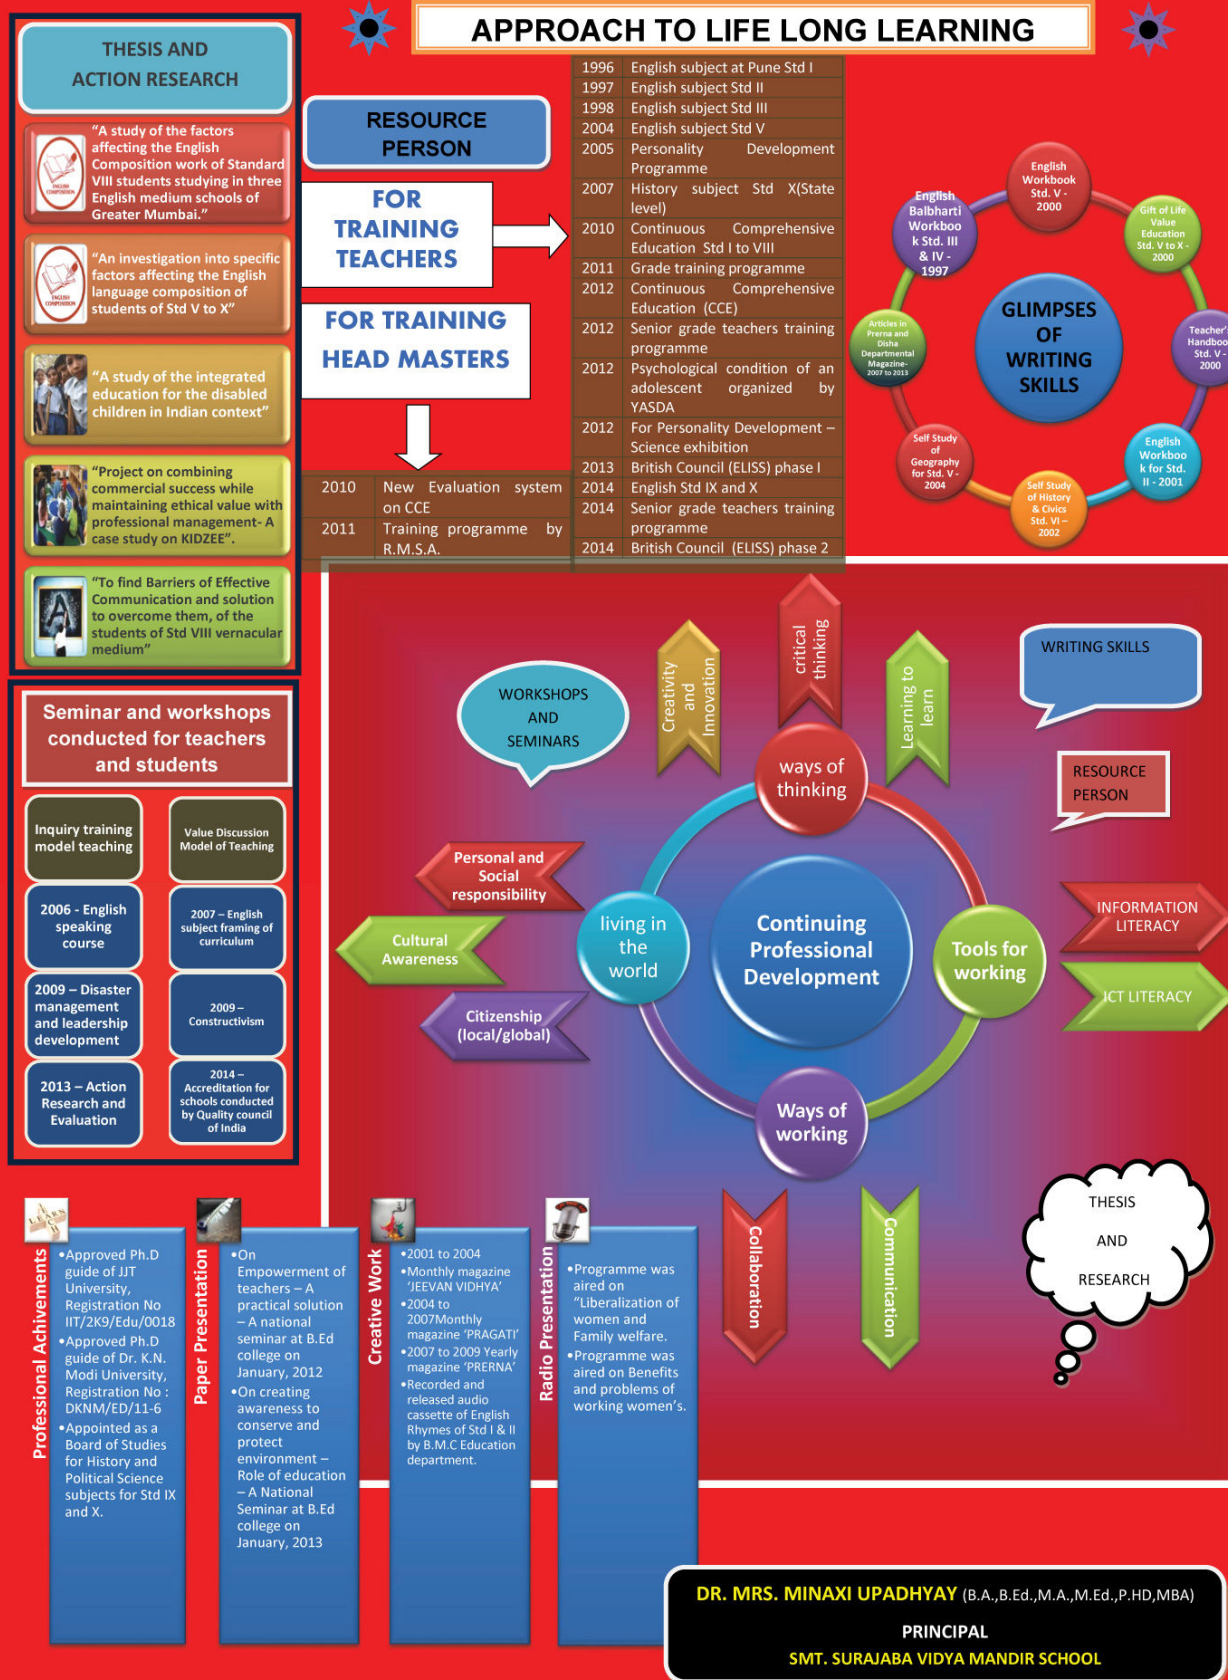 APPROACH TO LIFE LONG LEARNING
THESIS AND
ACTION RESEARCH
"A study of the factors
affecting the English
Composition work of Standard
VIII students studying in three
English medium schools of
Greater Mumbai."
"An investigation into specific
factors affecting the English
language composition of
students of Std V to X"
"A study of the integrated
education for the disabled
children in Indian context"
"Project on combining
commercial success while
maintaining ethical value with
professional management- A
case study on KIDZEE".
"To find Barriers of Effective
Communication and solution
to overcome them, of the
students of Std VIII vernacular
medium"
RESOURCE
PERSON
FOR
TRAINING
TEACHERS
FOR TRAINING
HEAD MASTERS
2010 New Evaluation system
on CCE
2011 Training programme by
R.M.S.A.
1996 English subject at Pune Std I
1997 English subject Std II
1998 English subject Std III
2004 English subject Std V
2005 Personality Development
Programme
2007 History subject Std X(State
level)
2010 Continuous Comprehensive
Education Std I to VIII
2011 Grade training programme
2012 Continuous Comprehensive
Education (CCE)
2012 Senior grade teachers training
programme
2012 Psychological condition of an
adolescent organized by
YASDA
2012 For Personality Development –
Science exhibition
2013 British Council (ELISS) phase I
2014 English Std IX and X
2014 Senior grade teachers training
programme
2014 British Council (ELISS) phase 2
GLIMPSES
OF
WRITING
SKILLS
English
Workbook
Std. V -
2000
Gift of Life
Value
Education
Std. V to X -
2000
Teacher's
Handboo
Std. V -
2000
English
Workboo
k for Std.
II - 2001
Self Study
of History
& Civics
Std. VI –
2002
Self Study
of
Geography
for Std. V -
2004
Articles in
Prerna and
Disha
Departmental
Magazine-
2007 to 2013
English
Balbharti
Workboo
k Std. III
& IV -
1997
Seminar and workshops
conducted for teachers
and students
Inquiry training
model teaching
Value Discussion
Model of Teaching
2006 - English
speaking
course
2007 – English
subject framing of
curriculum
2009 – Disaster
management
and leadership
development
2009 –
Constructivism
2013 – Action
Research and
Evaluation
2014 –
Accreditation for
schools conducted
by Quality council
of India
WORKSHOPS
AND
SEMINARS
Creativity
and
Innovation
critical
thinking
Learning to
learn
WRITING SKILLS
RESOURCE
PERSON
ways of
thinking
Personal and
Social
responsibility
Cultural
Awareness
Citizenship
(local/global)
living in
the
world
Continuing
Professional
Development
Tools for
working
INFORMATION
LITERACY
ICT LITERACY
Ways of
working
Collaboration
Communication
THESIS
AND
RESEARCH
LEARN
Professional Achivements
•Approved Ph.D
guide of JJT
University,
Registration No
IIT/2K9/Edu/0018
•Approved Ph.D
guide of Dr. K.N.
Modi University,
Registration No :
DKNM/ED/11-6
•Appointed as a
Board of Studies
for History and
Political Science
subjects for Std IX
and X.
Paper Presentation
•On
Empowerment of
teachers – A
practical solution
– A national
seminar at B.Ed
college on
January, 2012
•On creating
awareness to
conserve and
protect
environment –
Role of education
– A National
Seminar at B.Ed
college on
January, 2013
Creative Work
•2001 to 2004
•Monthly magazine
'JEEVAN VIDHYA'
•2004 to
2007Monthly
magazine 'PRAGATI'
•2007 to 2009 Yearly
magazine 'PRERNA'
•Recorded and
released audio
cassette of English
Rhymes of Std I & II
by B.M.C Education
department.
Radio Presentation
•Programme was
aired on
"Liberalization of
women and
Family welfare.
•Programme was
aired on Benefits
and problems of
working women's.
DR. MRS. MINAXI UPADHYAY (B.A.,B.Ed.,M.A.,M.Ed.,P.HD,MBA)
PRINCIPAL
SMT. SURAJABA VIDYA MANDIR SCHOOL